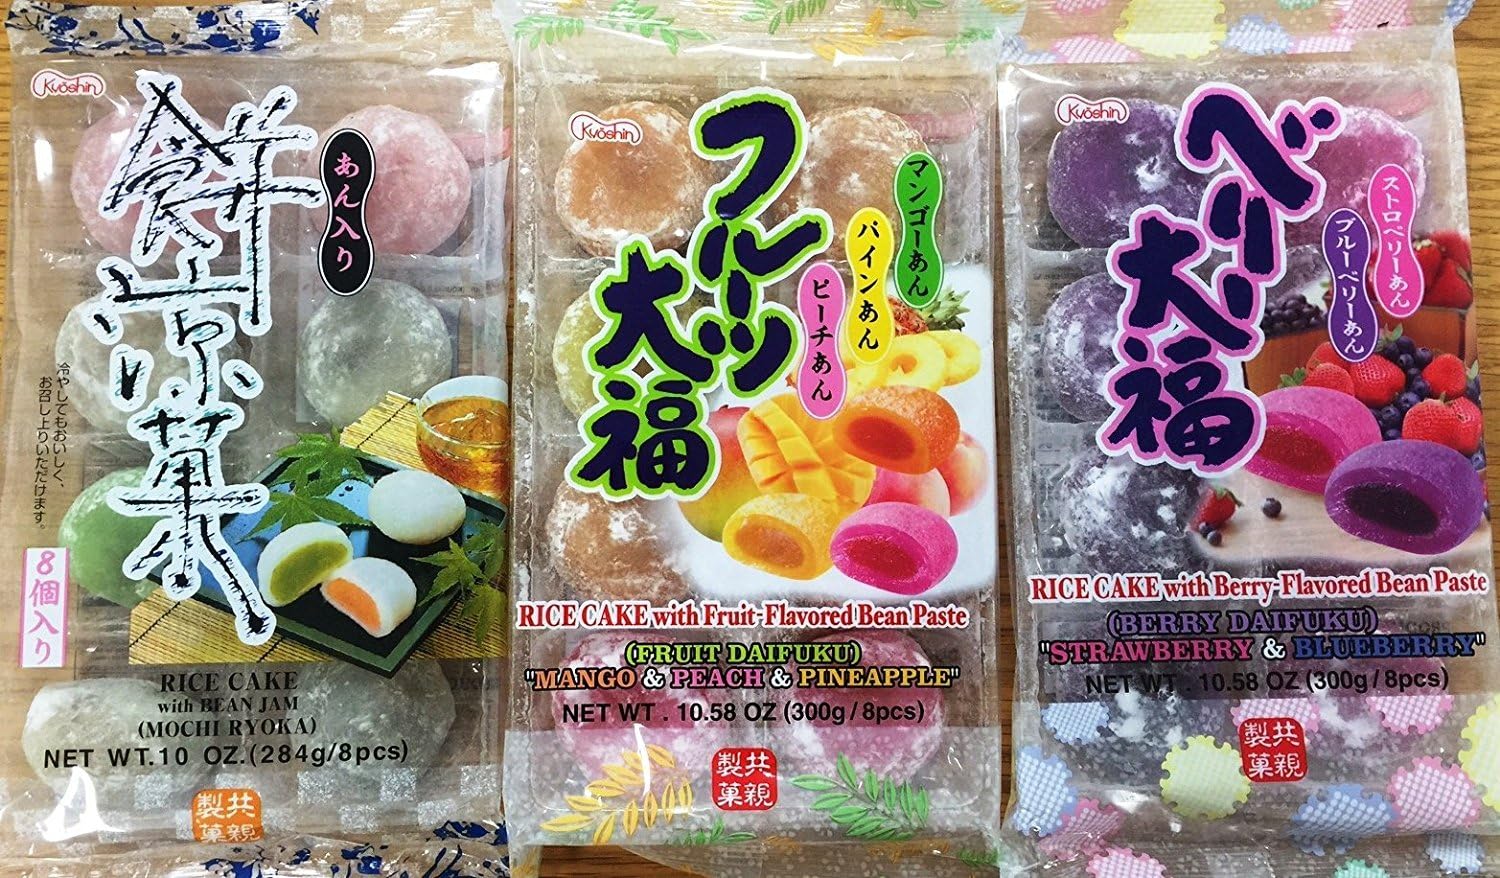 Kyōshin
餅涼菓
あん入り
冷やしてもおいしく、
お召し上りいただけます。
8個入り
RICE CAKE
with BEAN JAM
(MOCHI RYOKA)
NET WT.10 OZ.(284g/8pcs)
共親
製菓
Kyōshin
フルーツ
大福
マンゴーあん
パインあん
ピーチあん
RICE CAKE with Fruit-Flavored Bean Paste
(FRUIT DAIFUKU)
"MANGO & PEACH & PINEAPPLE"
NET WT. 10.58 OZ (300g/8pcs)
共親
製菓
Kyōshin
ベリー
大福
ストロベリーあん
ブルーベリーあん
RICE CAKE with Berry-Flavored Bean Paste
(BERRY DAIFUKU)
"STRAWBERRY & BLUEBERRY"
NET WT. 10.58 OZ (300g/8pcs)
共親
製菓